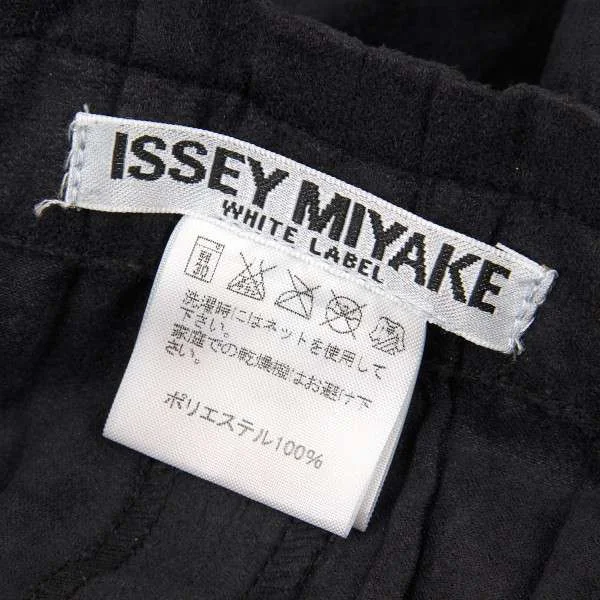 ISSEY MIYAKE
WHITE LABEL
洗濯時にはネットを使用して
下さい。
家庭での乾燥機はお避け下
さい。
ポリエステル100%